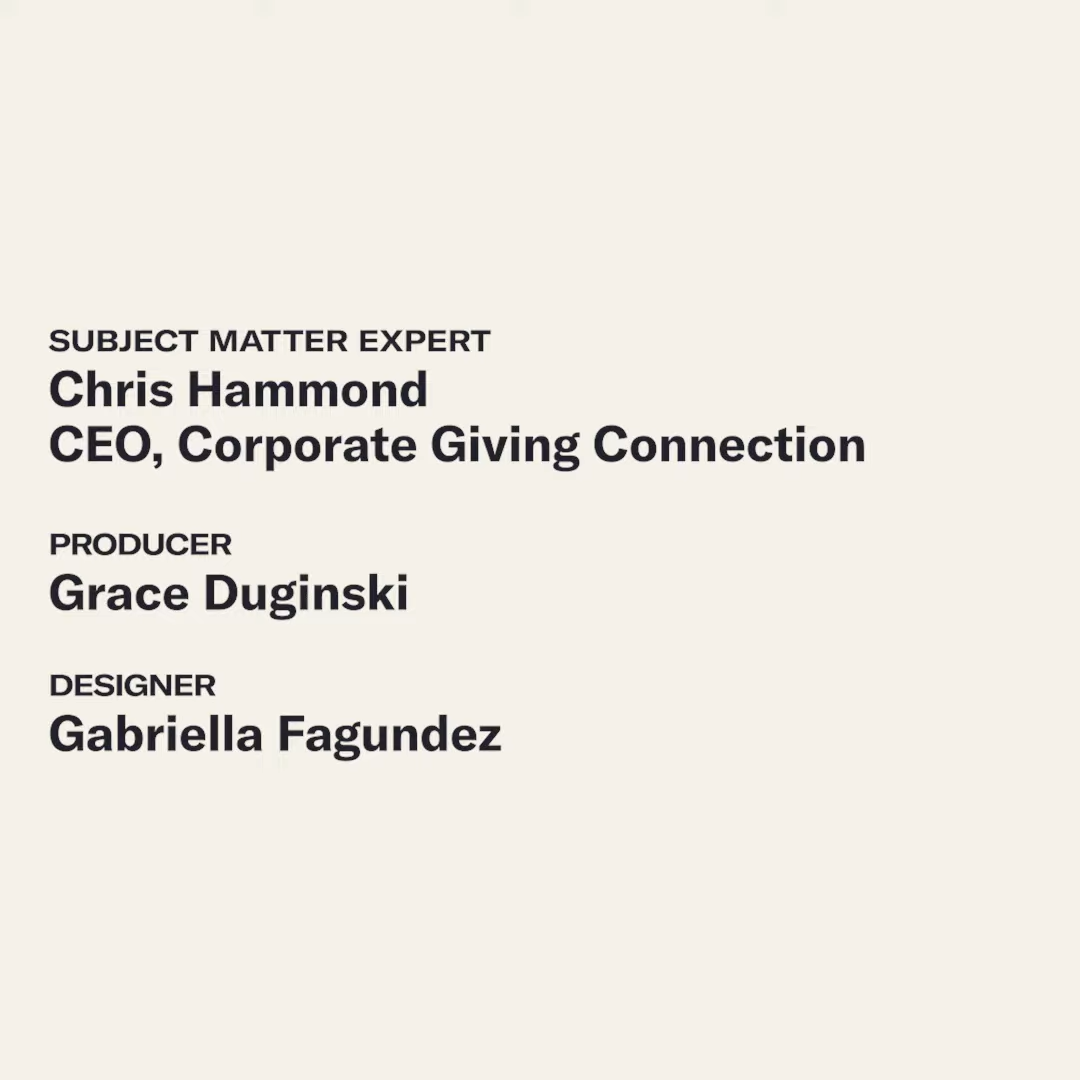 SUBJECT MATTER EXPERT
Chris Hammond
CEO, Corporate Giving Connection
PRODUCER
Grace Duginski
DESIGNER
Gabriella Fagundez